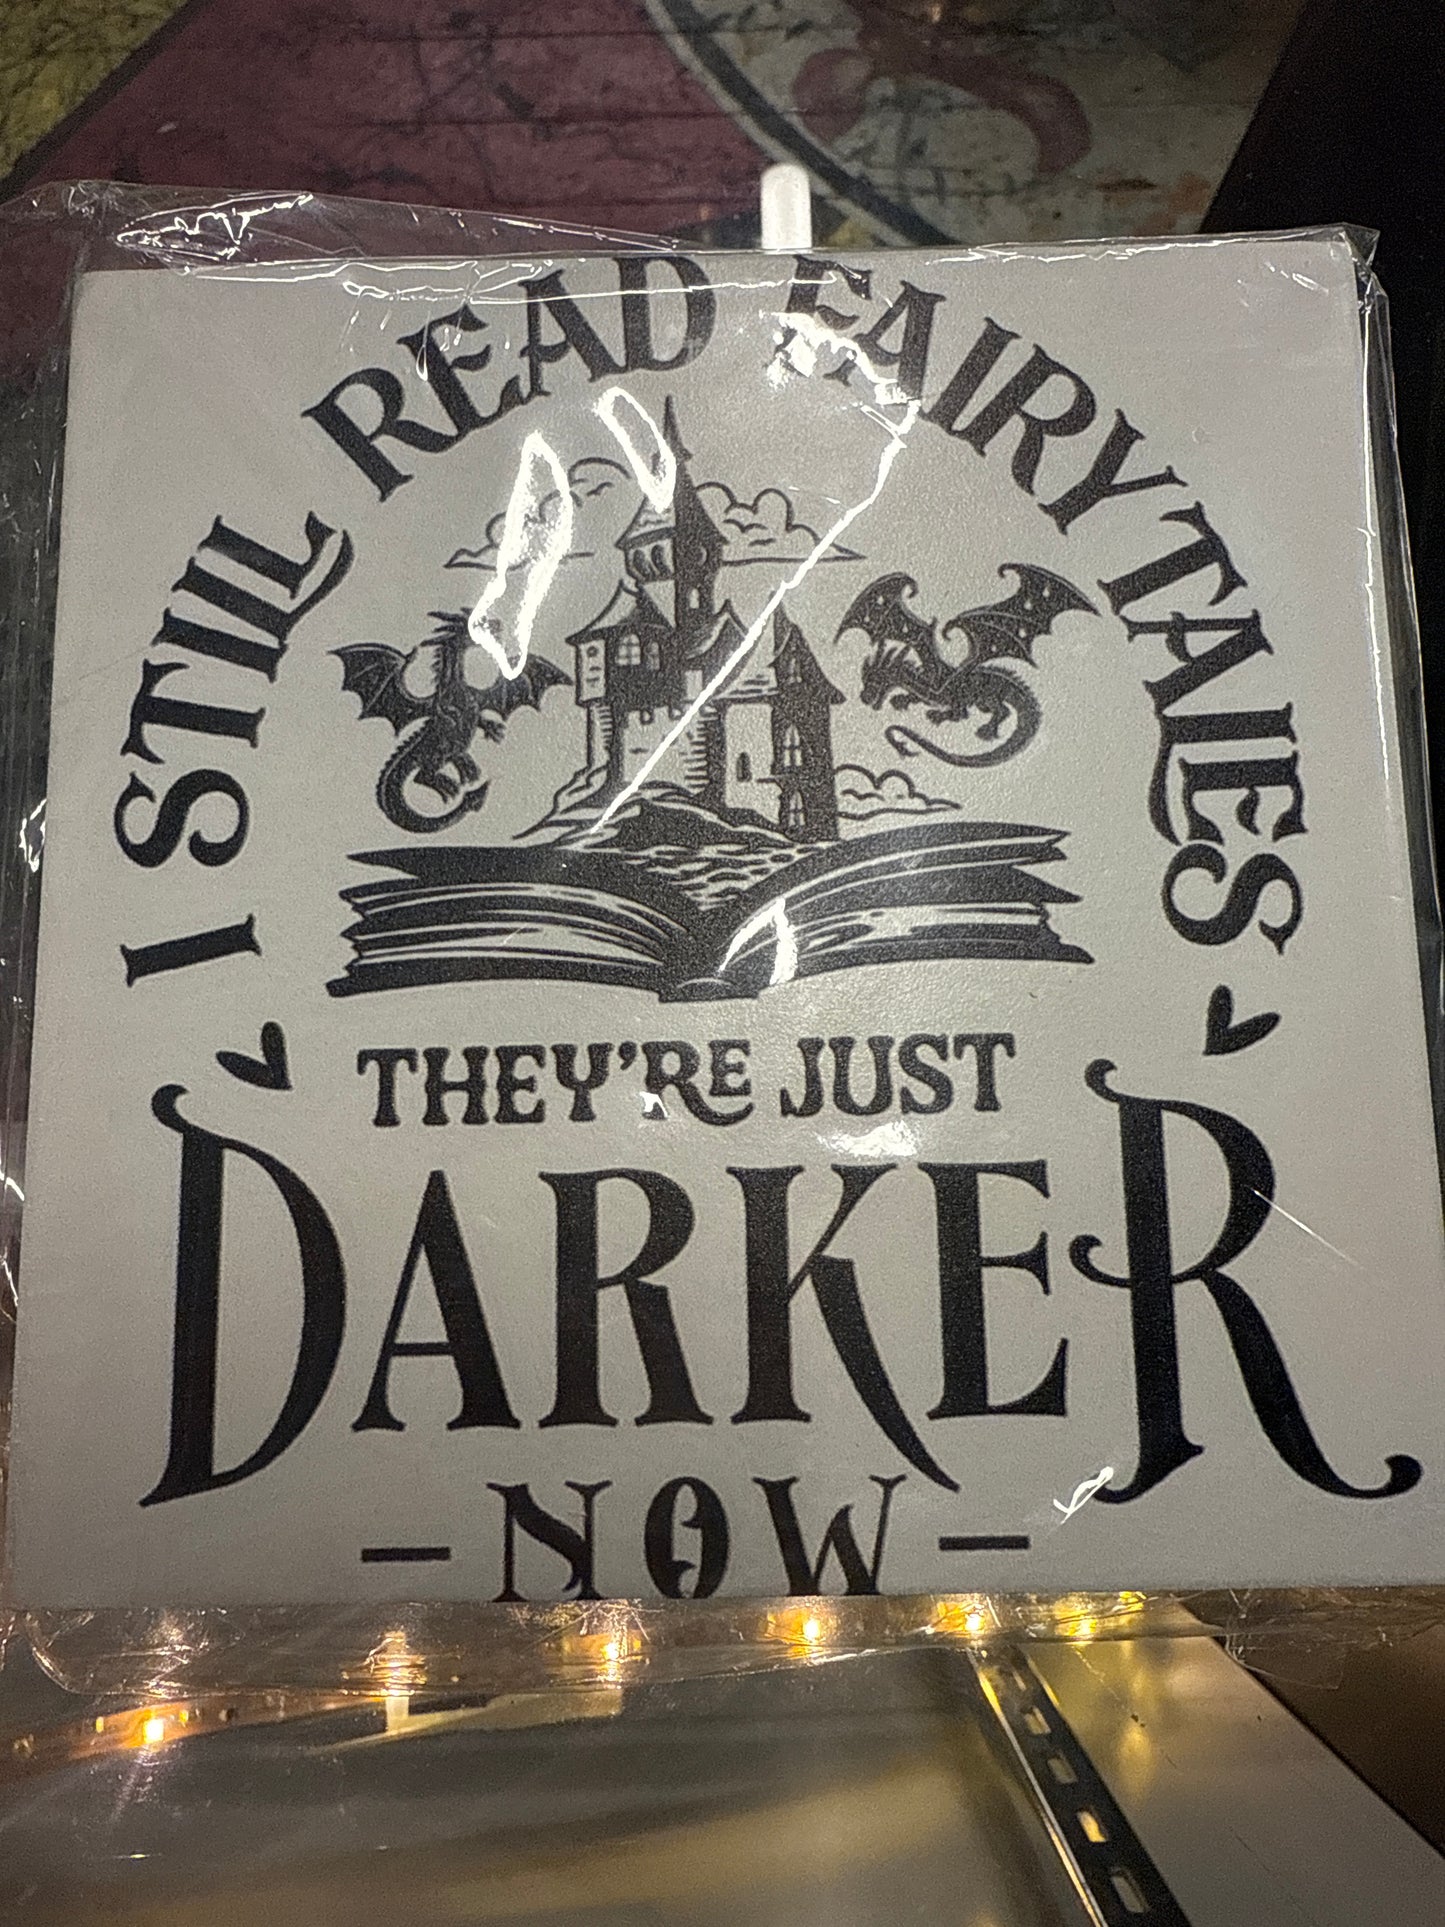 I STILL READ FAIRYTALES
THEY'RE JUST
DARKER
- NOW -